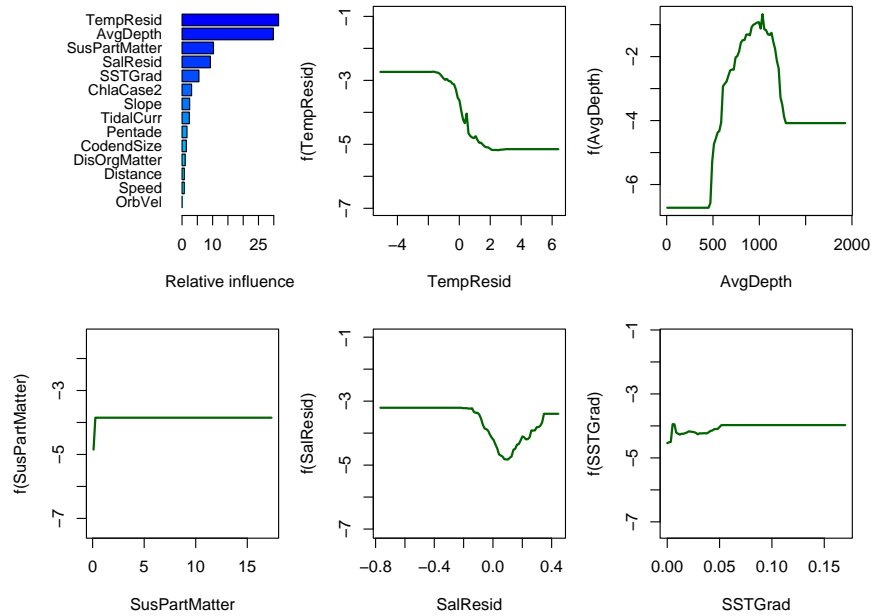 TempResid
AvgDepth
SusPartMatter
SalResid
SSTGrad
ChlaCase2
Slope
TidalCurr
Pentade
CodendSize
DisOrgMatter
Distance
Speed
OrbVel
0 10 25
Relative influence
f(TempResid)
−1
−3
−5
−7
−4 0 2 4 6
TempResid
f(AvgDepth)
−2
−4
−6
0 500 1000 2000
AvgDepth
f(SusPartMatter)
−3
−5
−7
0 5 10 15
SusPartMatter
f(SalResid)
−1
−3
−5
−7
−0.8 −0.4 0.0 0.4
SalResid
f(SSTGrad)
−1
−3
−5
−7
0.00 0.05 0.10 0.15
SSTGrad